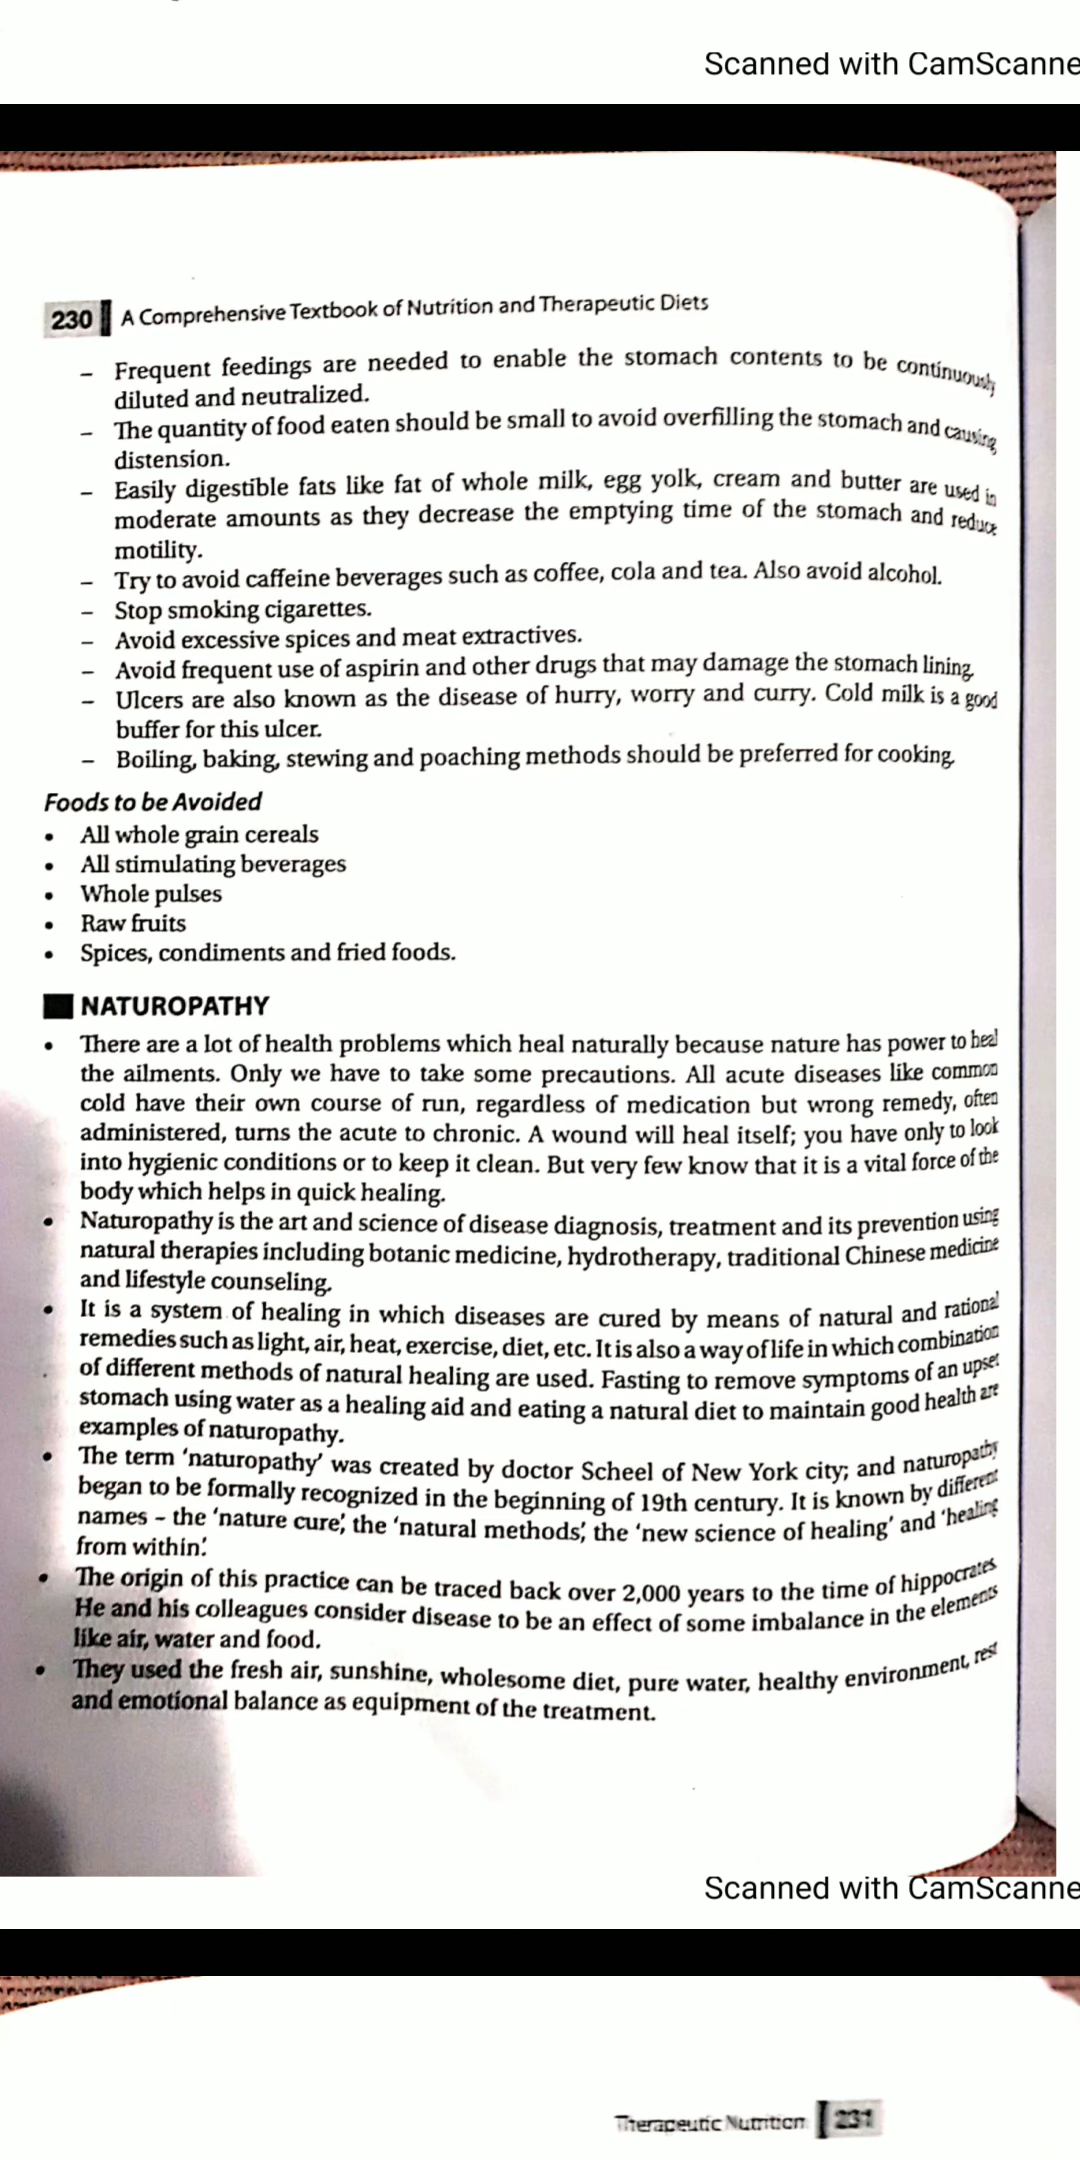 Scanned with CamScanne
230 A Comprehensive Textbook of Nutrition and Therapeutic Diets
– Frequent feedings are needed to enable the stomach contents to be continuously
diluted and neutralized.
– The quantity of food eaten should be small to avoid overfilling the stomach and causing
distension.
– Easily digestible fats like fat of whole milk, egg yolk, cream and butter are used in
moderate amounts as they decrease the emptying time of the stomach and reduce
motility.
– Try to avoid caffeine beverages such as coffee, cola and tea. Also avoid alcohol.
– Stop smoking cigarettes.
– Avoid excessive spices and meat extractives.
– Avoid frequent use of aspirin and other drugs that may damage the stomach lining.
– Ulcers are also known as the disease of hurry, worry and curry. Cold milk is a good
buffer for this ulcer.
– Boiling, baking, stewing and poaching methods should be preferred for cooking.
Foods to be Avoided
• All whole grain cereals
• All stimulating beverages
• Whole pulses
• Raw fruits
• Spices, condiments and fried foods.
NATUROPATHY
• There are a lot of health problems which heal naturally because nature has power to heal
the ailments. Only we have to take some precautions. All acute diseases like common
cold have their own course of run, regardless of medication but wrong remedy, often
administered, turns the acute to chronic. A wound will heal itself; you have only to look
into hygienic conditions or to keep it clean. But very few know that it is a vital force of the
body which helps in quick healing.
• Naturopathy is the art and science of disease diagnosis, treatment and its prevention using
natural therapies including botanic medicine, hydrotherapy, traditional Chinese medicine
and lifestyle counseling.
• It is a system of healing in which diseases are cured by means of natural and rational
remedies such as light, air, heat, exercise, diet, etc. It is also a way of life in which combination
of different methods of natural healing are used. Fasting to remove symptoms of an upset
stomach using water as a healing aid and eating a natural diet to maintain good health are
examples of naturopathy.
• The term ‘naturopathy’ was created by doctor Scheel of New York city; and naturopathy
began to be formally recognized in the beginning of 19th century. It is known by different
names – the ‘nature cure’, the ‘natural methods’, the ‘new science of healing’ and ‘healing
from within’.
• The origin of this practice can be traced back over 2,000 years to the time of hippocrates.
He and his colleagues consider disease to be an effect of some imbalance in the elements
like air, water and food.
• They used the fresh air, sunshine, wholesome diet, pure water, healthy environment, rest
and emotional balance as equipment of the treatment.
Scanned with CamScanne
Therapeutic Nutrition 231